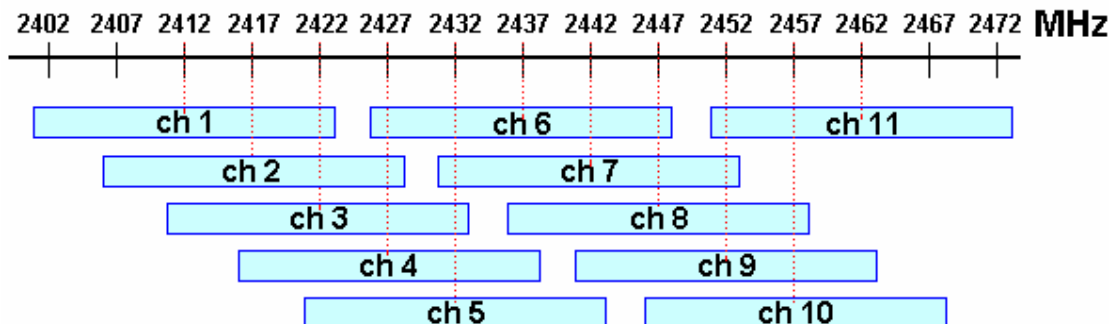 2402 2407 2412 2417 2422 2427 2432 2437 2442 2447 2452 2457 2462 2467 2472 MHz
ch 1 ch 6 ch 11
ch 2 ch 7
ch 3 ch 8
ch 4 ch 9
ch 5 ch 10